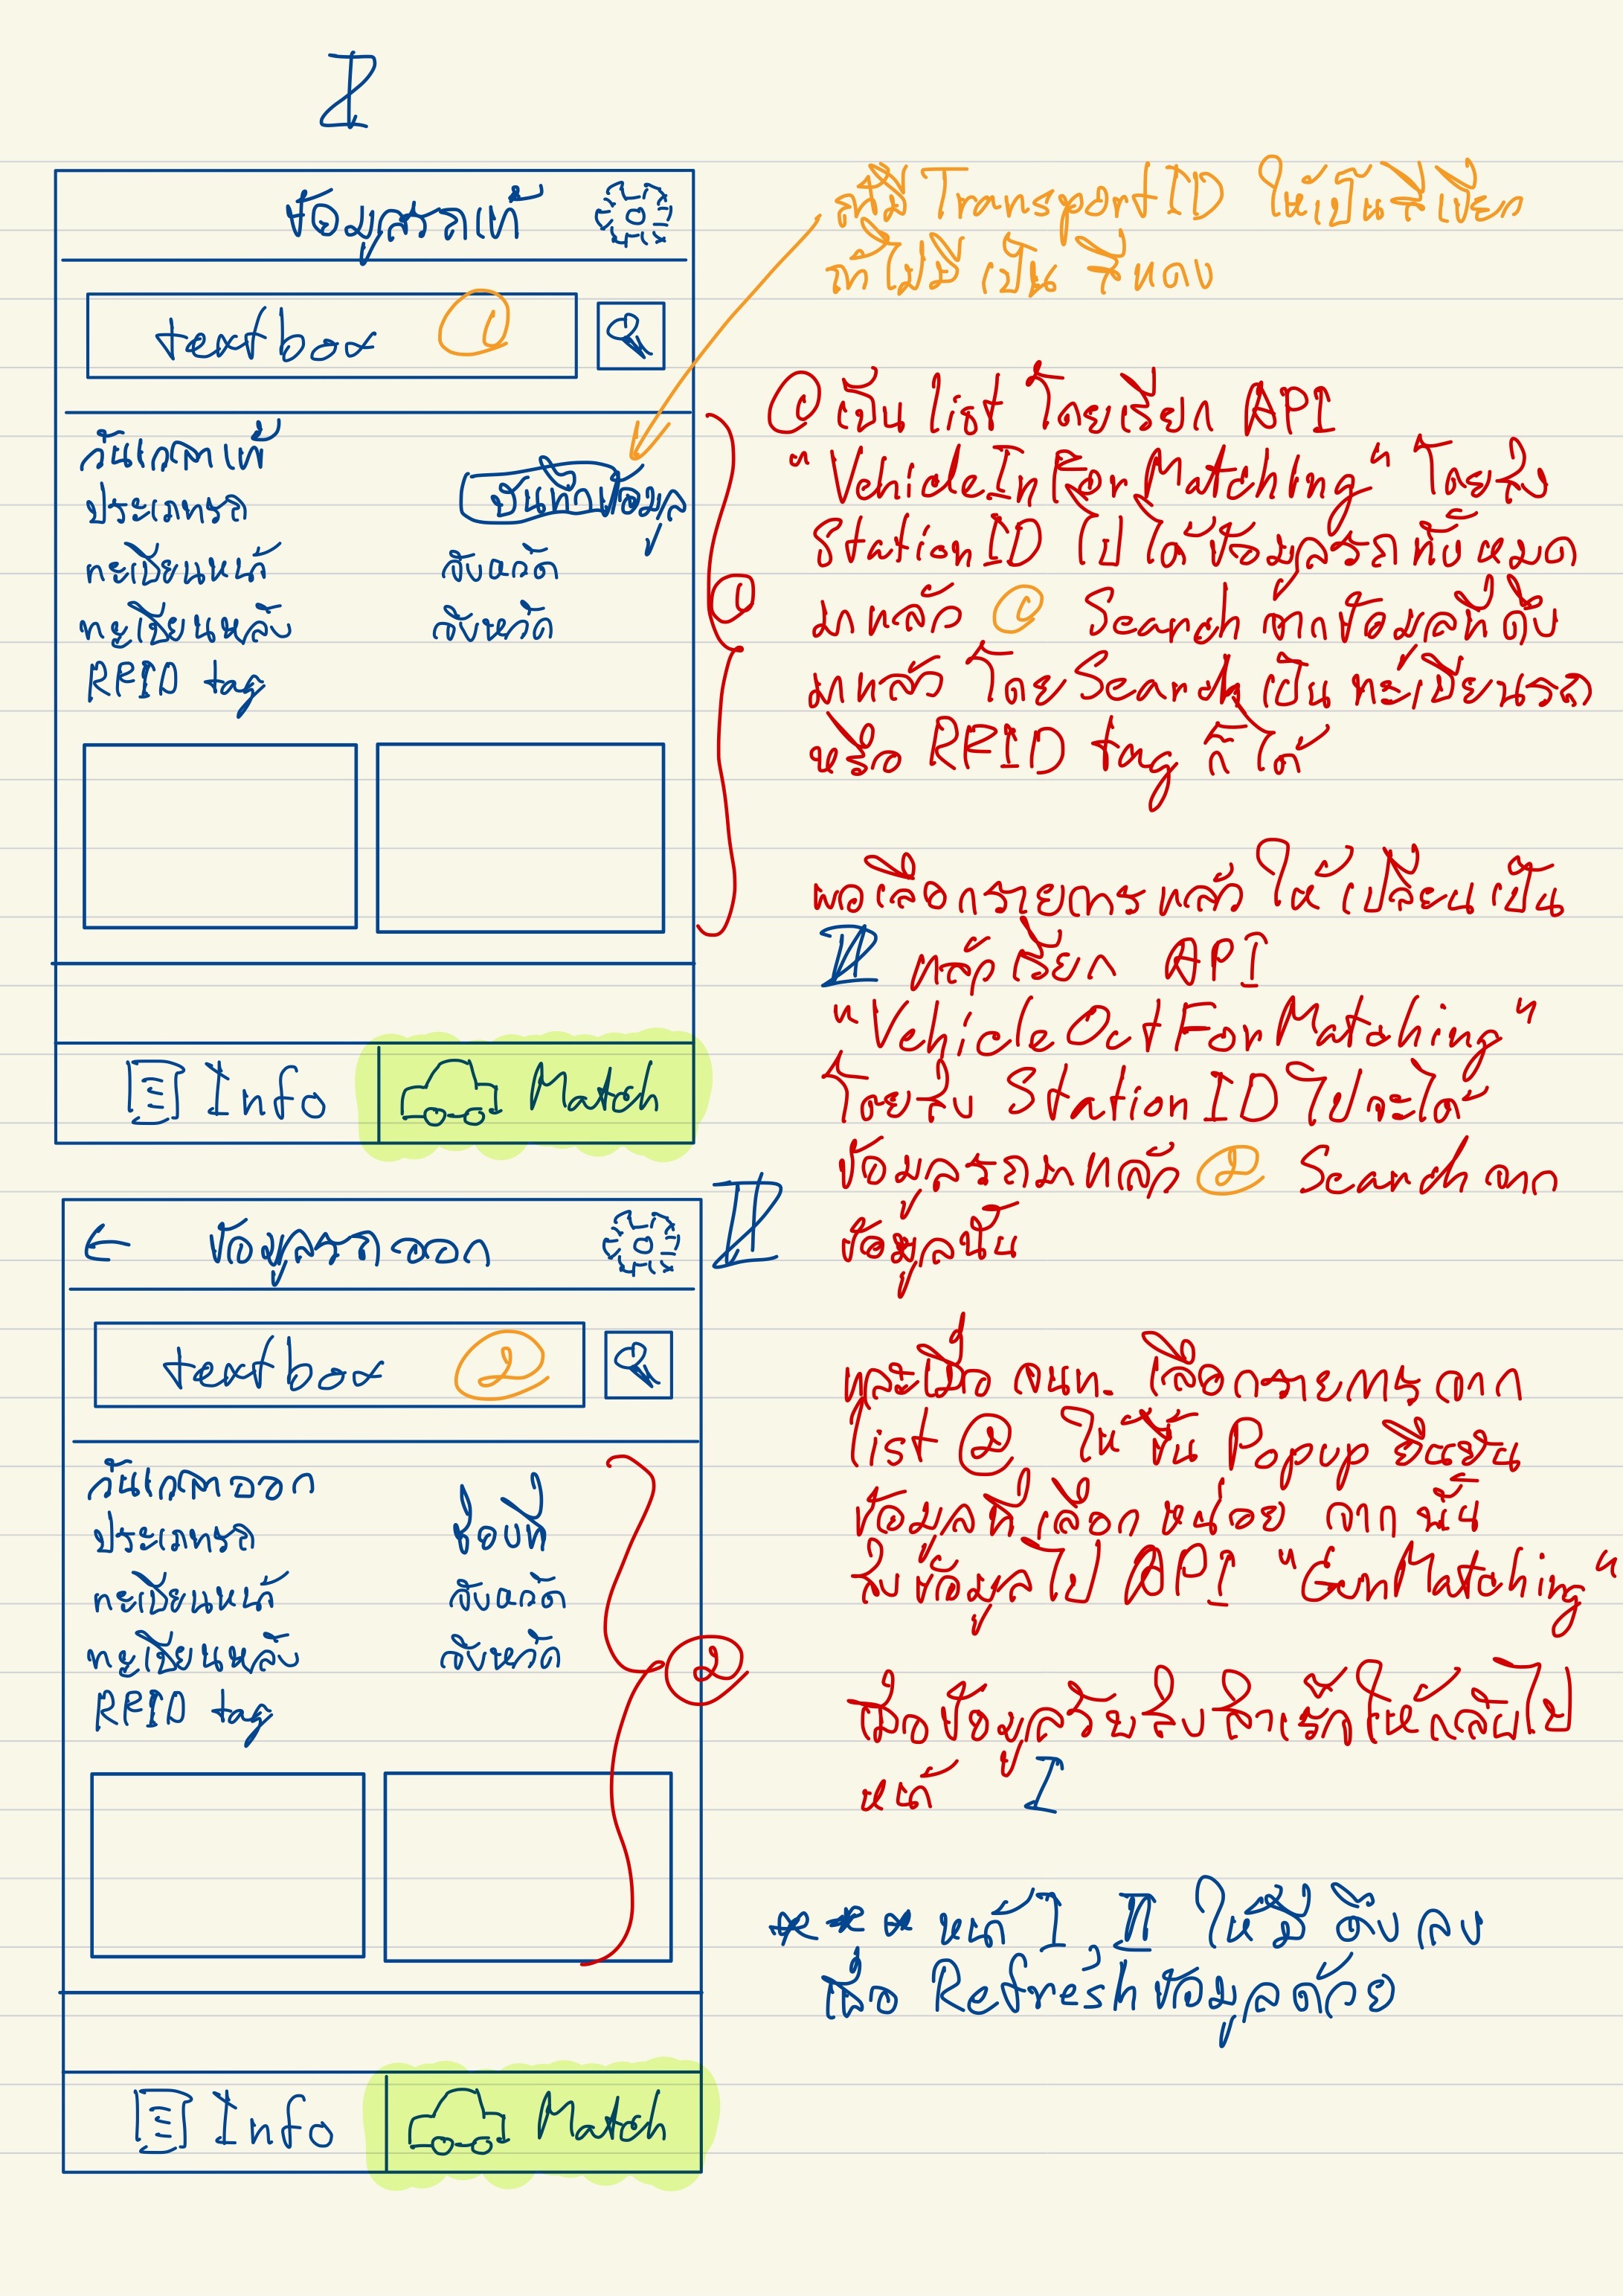 I
ข้อมูลรถเข้า
textbox ①
วันเวลาเข้า
ประเภทรถ
บันทึกข้อมูล
ทะเบียนหน้า จังหวัด
ทะเบียนหลัง จังหวัด
RFID tag
①
Info
Match
ถ้ามี TransportID ให้เป็นสีเขียว
ถ้าไม่มี เป็น สีแดง
① เป็น list โดยเรียก API
"VehicleInForMatching" โดยส่ง
StationID ไป ได้ข้อมูลรถทั้งหมด
มาแล้ว ① Search จากข้อมูลที่ดึง
มาแล้ว โดย Search เป็น ทะเบียนรถ
หรือ RFID tag ก็ได้
พอเลือกรายการแล้ว ให้ เปลี่ยนเป็น
II แล้ว เรียก API
"VehicleOutForMatching"
โดยส่ง StationID ไปจะได้
ข้อมูลรถมาแล้ว ② Search จาก
ข้อมูลนั้น
II
← ข้อมูลรถออก
textbox ②
วันเวลาออก ช่องที่
ประเภทรถ
ทะเบียนหน้า จังหวัด
ทะเบียนหลัง จังหวัด
RFID tag
②
Info
Match
และเมื่อ จนท. เลือกรายการ จาก
list ② ให้ ขึ้น Popup ยืนยัน
ข้อมูลที่เลือก หน่อย จาก นั้น
ส่งข้อมูลไป API "GunMatching"
เมื่อข้อมูลรับส่งสำเร็จให้กลับไป
หน้า I
*** หน้า I, II ให้มี ดึง ลง
เพื่อ Refresh ข้อมูลด้วย